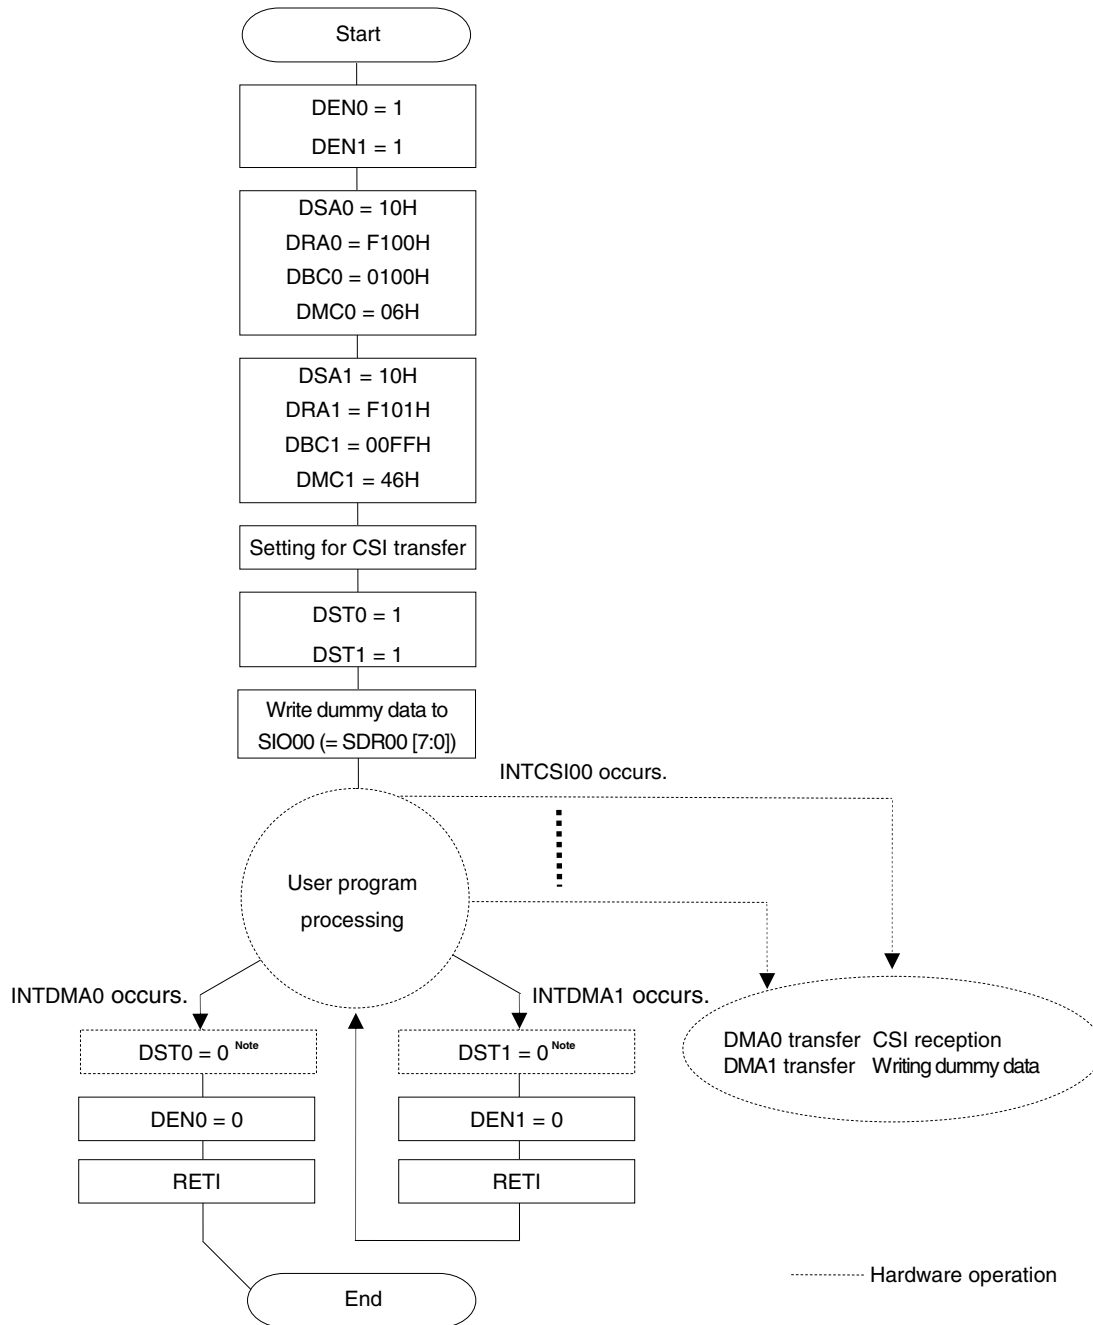 Start
DEN0 = 1
DEN1 = 1
DSA0 = 10H
DRA0 = F100H
DBC0 = 0100H
DMC0 = 06H
DSA1 = 10H
DRA1 = F101H
DBC1 = 00FFH
DMC1 = 46H
Setting for CSI transfer
DST0 = 1
DST1 = 1
Write dummy data to
SIO00 (= SDR00 [7:0])
INTCSI00 occurs.
User program
processing
INTDMA0 occurs.
INTDMA1 occurs.
DST0 = 0 Note
DST1 = 0 Note
DMA0 transfer CSI reception
DMA1 transfer Writing dummy data
DEN0 = 0
DEN1 = 0
RETI
RETI
Hardware operation
End